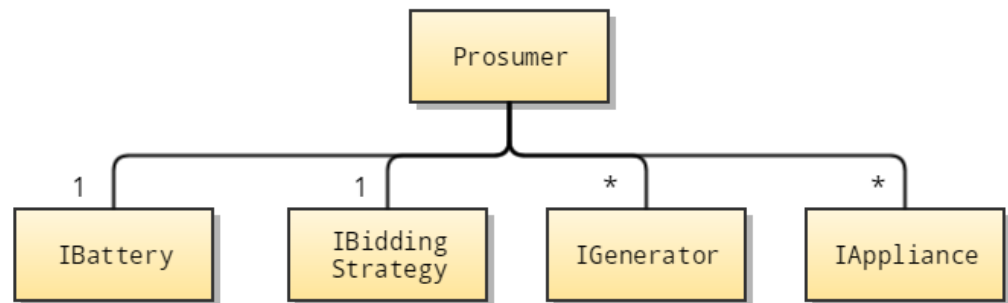 Prosumer
1
1
*
*
IBattery
IBidding
Strategy
IGenerator
IAppliance